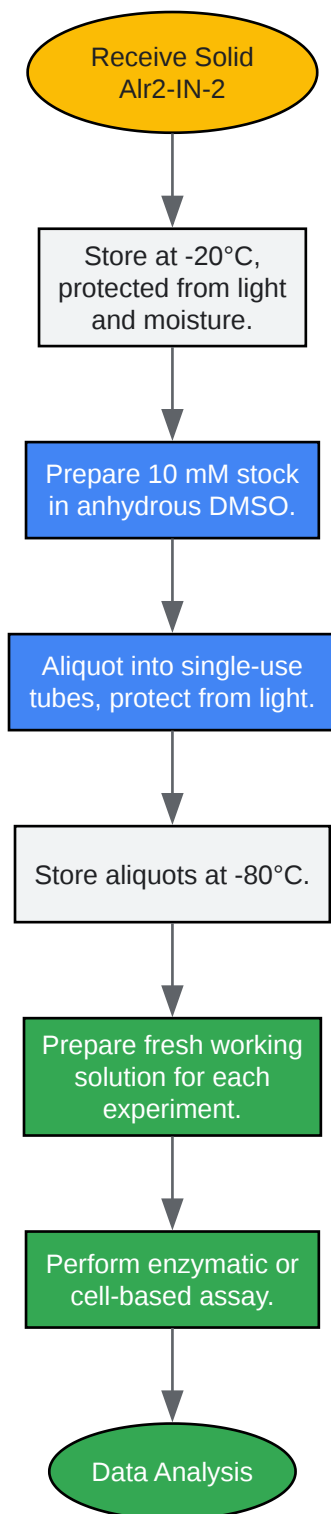 Receive Solid
Alr2-IN-2
Store at -20°C,
protected from light
and moisture.
Prepare 10 mM stock
in anhydrous DMSO.
Aliquot into single-use
tubes, protect from light.
Store aliquots at -80°C.
Prepare fresh working
solution for each
experiment.
Perform enzymatic or
cell-based assay.
Data Analysis